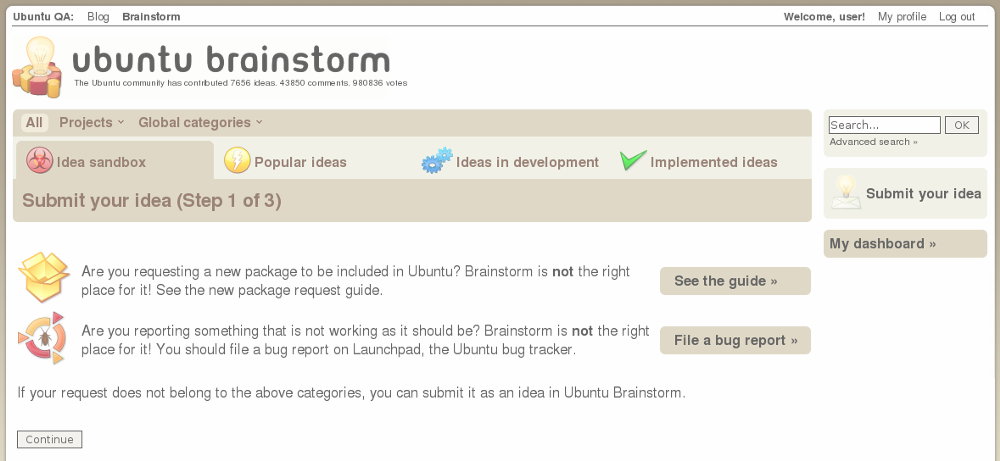 Ubuntu QA: Blog Brainstorm Welcome, user! My profile Log out
ubuntu brainstorm
The Ubuntu community has contributed 7656 ideas. 43850 comments. 980836 votes
All Projects Global categories
Search... OK
Advanced search »
Idea sandbox Popular ideas Ideas in development Implemented ideas
Submit your idea
Submit your idea (Step 1 of 3)
My dashboard »
Are you requesting a new package to be included in Ubuntu? Brainstorm is not the right
place for it! See the new package request guide.
See the guide »
Are you reporting something that is not working as it should be? Brainstorm is not the right
place for it! You should file a bug report on Launchpad, the Ubuntu bug tracker.
File a bug report »
If your request does not belong to the above categories, you can submit it as an idea in Ubuntu Brainstorm.
Continue